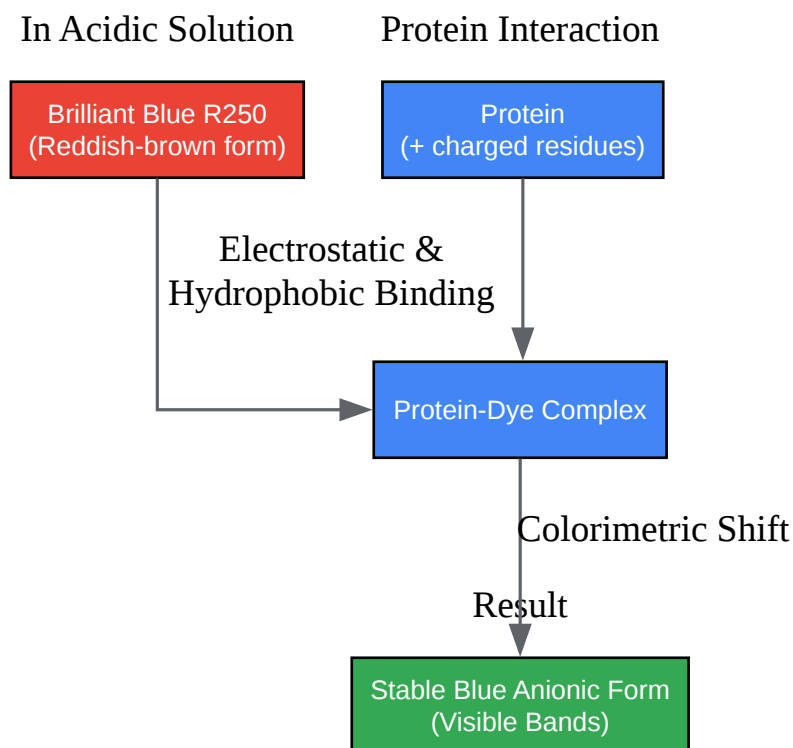 In Acidic Solution
Protein Interaction
Brilliant Blue R250
(Reddish-brown form)
Protein
(+ charged residues)
Electrostatic &
Hydrophobic Binding
Protein-Dye Complex
Colorimetric Shift
Result
Stable Blue Anionic Form
(Visible Bands)